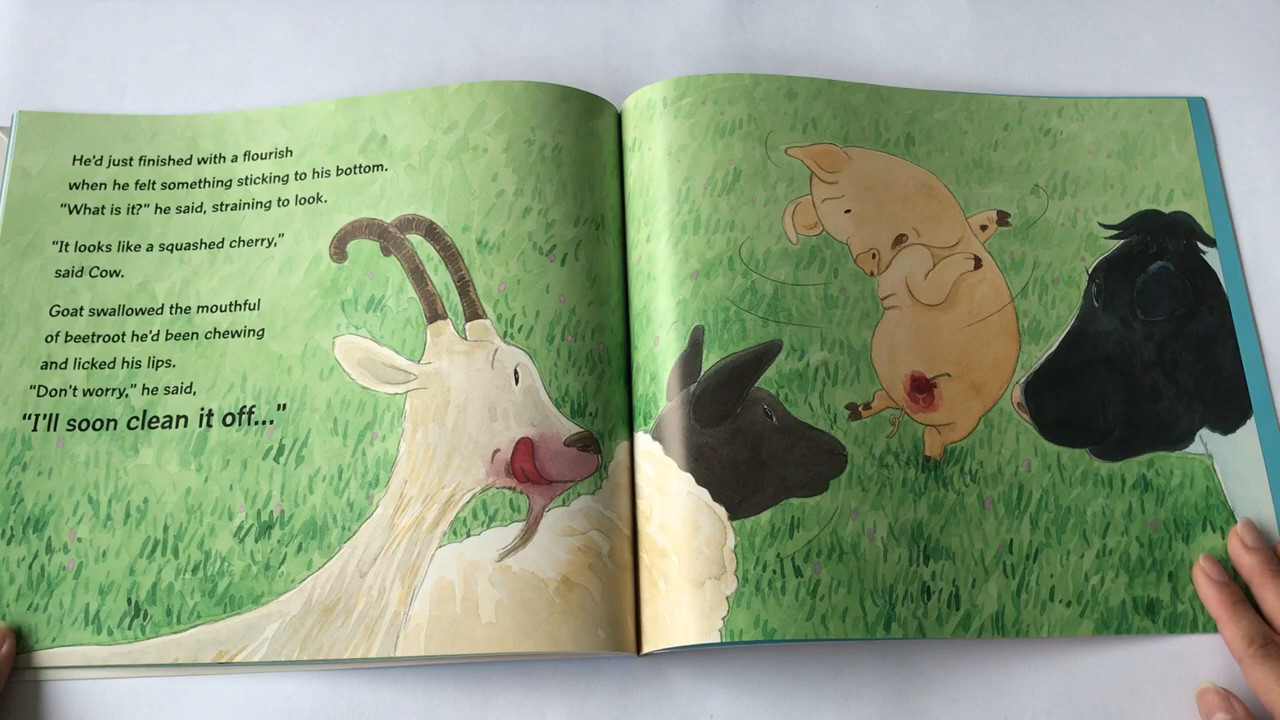 He'd just finished with a flourish
when he felt something sticking to his bottom.
"What is it?" he said, straining to look.
"It looks like a squashed cherry,"
said Cow.
Goat swallowed the mouthful
of beetroot he'd been chewing
and licked his lips.
"Don't worry," he said,
"I'll soon clean it off..."